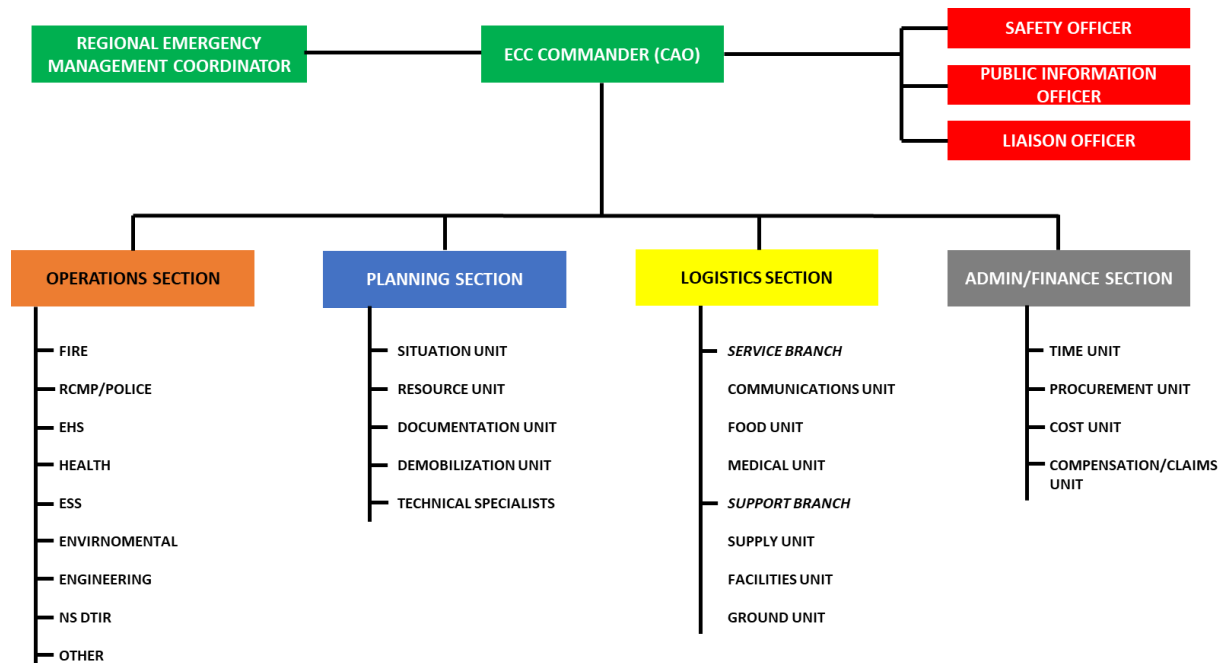 REGIONAL EMERGENCY
MANAGEMENT COORDINATOR
ECC COMMANDER (CAO)
SAFETY OFFICER
PUBLIC INFORMATION
OFFICER
LIAISON OFFICER
OPERATIONS SECTION
FIRE
RCMP/POLICE
EHS
HEALTH
ESS
ENVIRNOMENTAL
ENGINEERING
NS DTIR
OTHER
PLANNING SECTION
SITUATION UNIT
RESOURCE UNIT
DOCUMENTATION UNIT
DEMOBILIZATION UNIT
TECHNICAL SPECIALISTS
LOGISTICS SECTION
SERVICE BRANCH
COMMUNICATIONS UNIT
FOOD UNIT
MEDICAL UNIT
SUPPORT BRANCH
SUPPLY UNIT
FACILITIES UNIT
GROUND UNIT
ADMIN/FINANCE SECTION
TIME UNIT
PROCUREMENT UNIT
COST UNIT
COMPENSATION/CLAIMS
UNIT